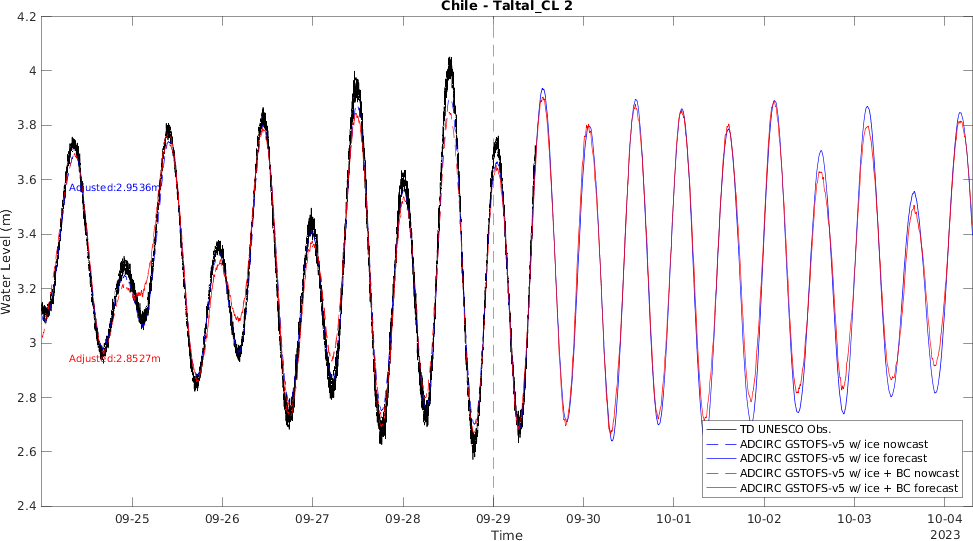 Chile - Taltal_CL 2
4.2
4
3.8
3.6
3.4
3.2
3
2.8
2.6
2.4
Water Level (m)
Adjusted:2.9536m
Adjusted:2.8527m
TD UNESCO Obs.
ADCIRC GSTOFS-v5 w/ ice nowcast
ADCIRC GSTOFS-v5 w/ ice forecast
ADCIRC GSTOFS-v5 w/ ice + BC nowcast
ADCIRC GSTOFS-v5 w/ ice + BC forecast
09-25 09-26 09-27 09-28 09-29 09-30 10-01 10-02 10-03 10-04
Time
2023